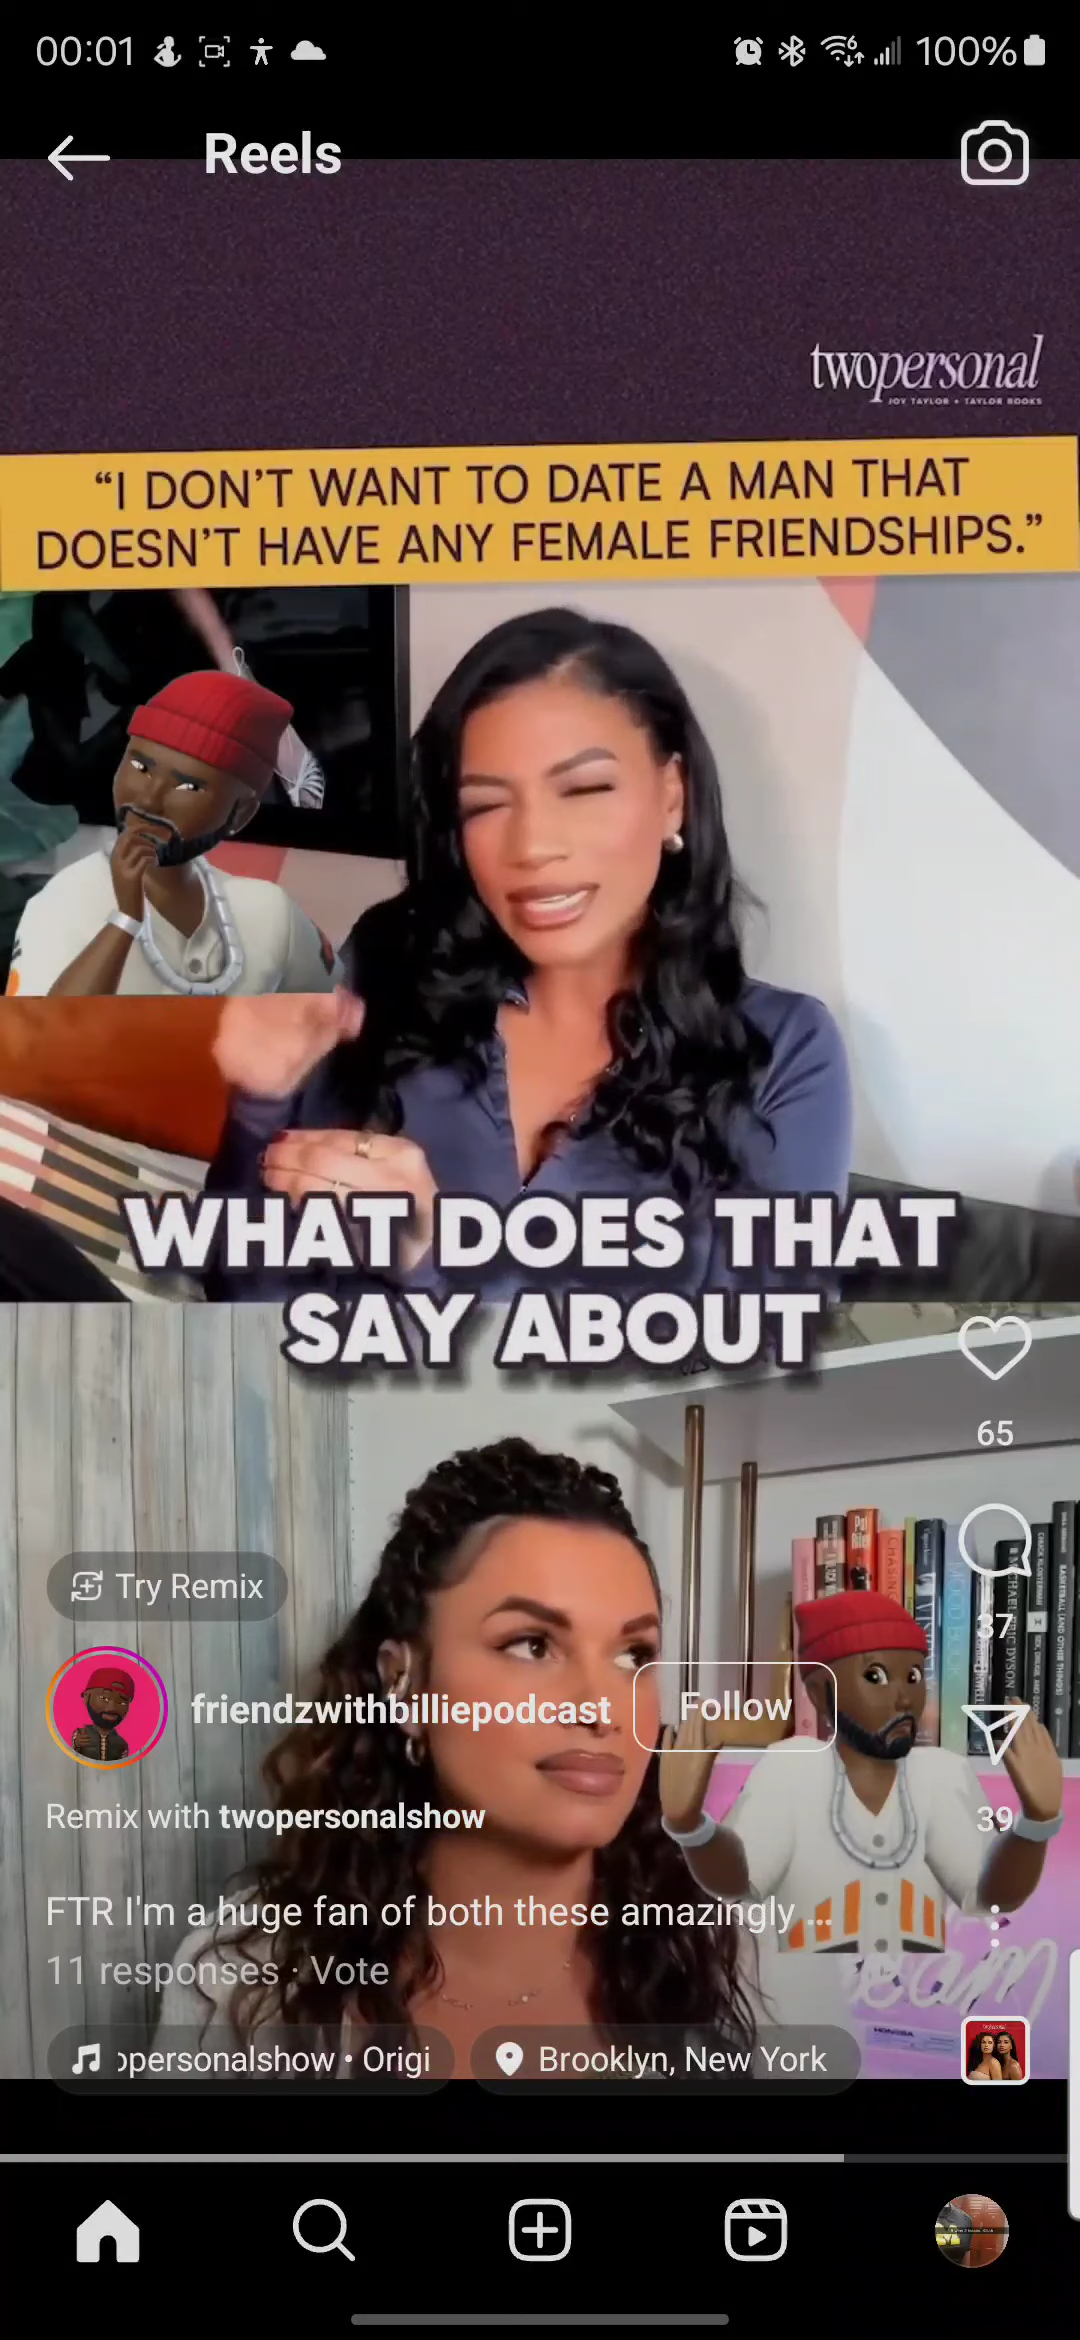 00:01
100%
Reels
twopersonal
JOY TAYLOR + TAYLOR ROOKS
“I DON’T WANT TO DATE A MAN THAT
DOESN’T HAVE ANY FEMALE FRIENDSHIPS.”
WHAT DOES THAT
SAY ABOUT
65
Try Remix
37
friendzwithbilliepodcast
Follow
Remix with twopersonalshow
39
FTR I'm a huge fan of both these amazingly ...
11 responses · Vote
opersonalshow • Origi
Brooklyn, New York